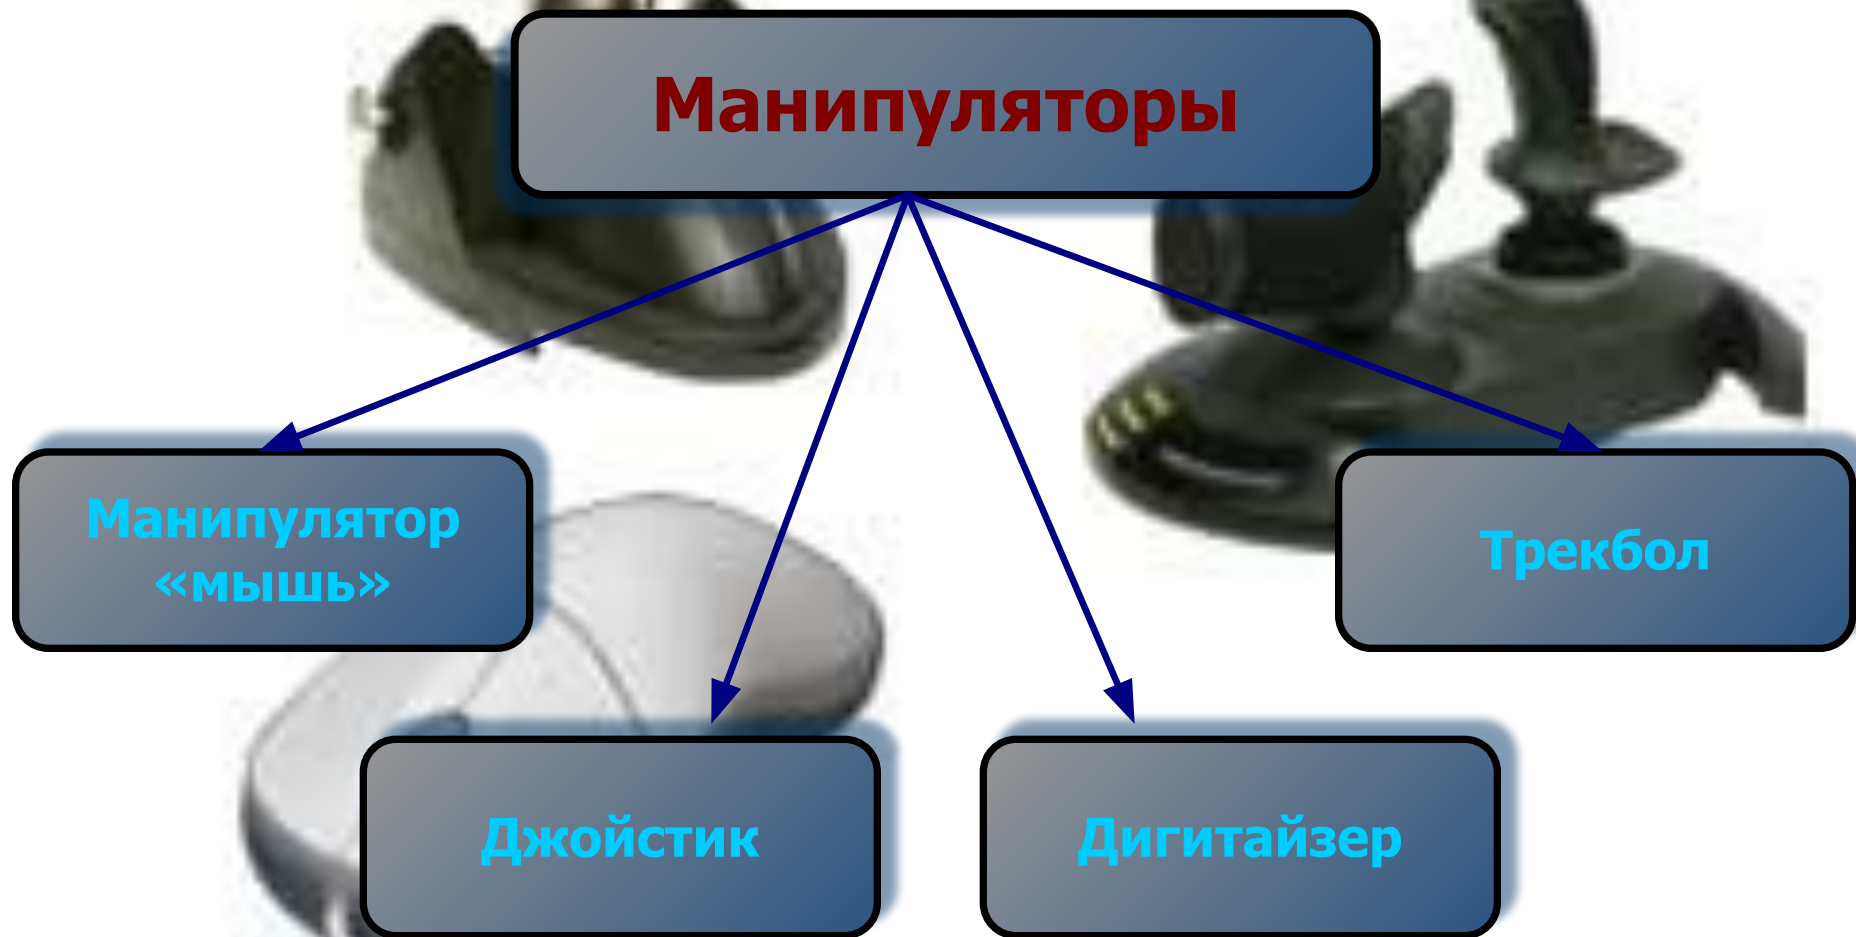 Манипуляторы
Манипулятор
«мышь»
Трекбол
Джойстик
Дигитайзер